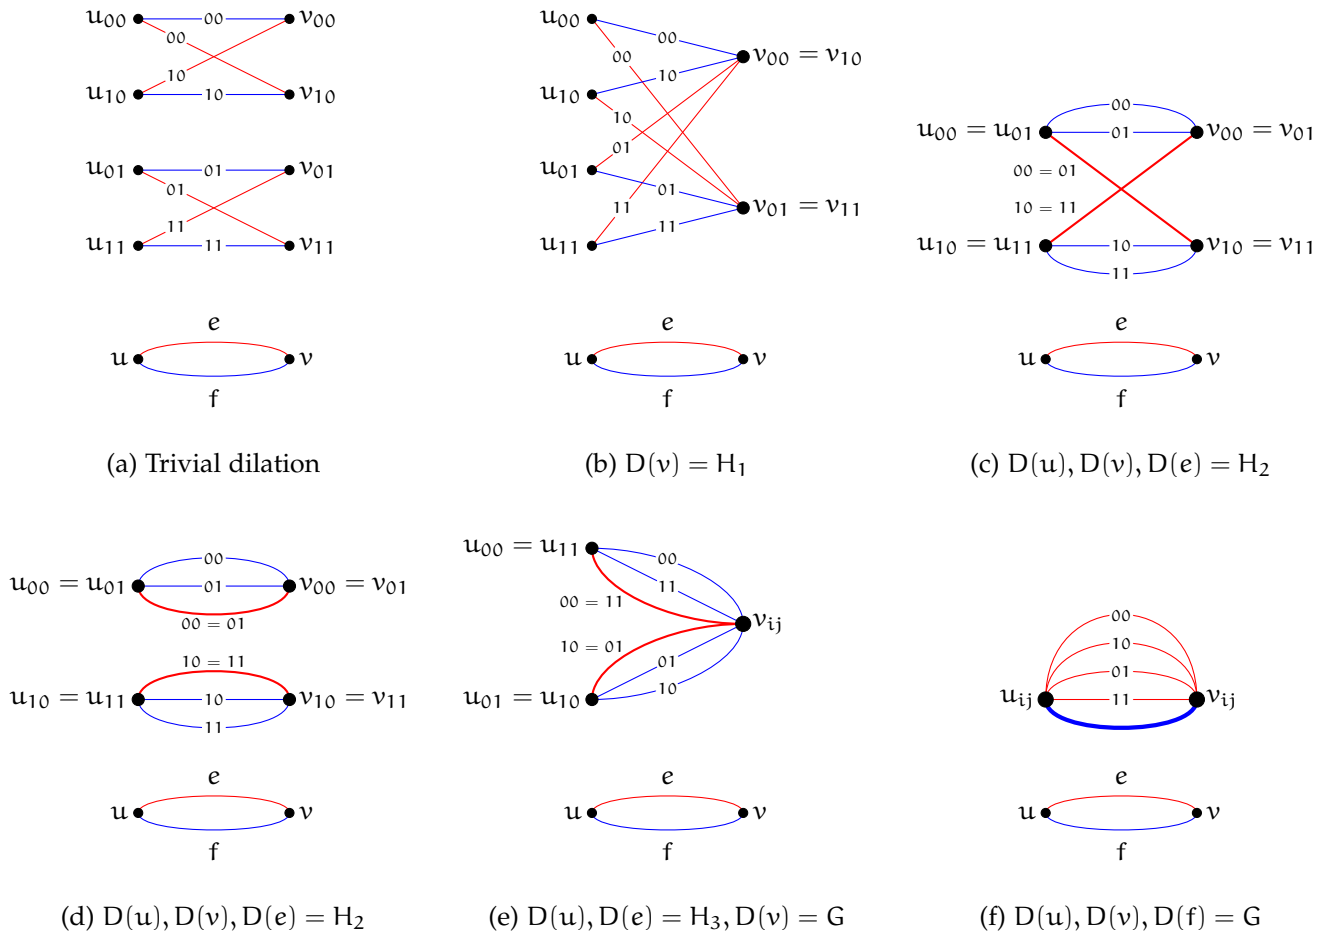 u00 00 v00
00
10
u10 10 v10
u01 01 v01
01
11
u11 11 v11
e
u v
f
(a) Trivial dilation
u00
00
00
v00 = v10
u10 10
10
01
u01
01
v01 = v11
11
u11 11
e
u v
f
(b) D(v) = H1
00
u00 = u01 01 v00 = v01
00 = 01
10 = 11
u10 = u11 10 v10 = v11
11
e
u v
f
(c) D(u), D(v), D(e) = H2
00
u00 = u01 01 v00 = v01
00 = 01
10 = 11
u10 = u11 10 v10 = v11
11
e
u v
f
(d) D(u), D(v), D(e) = H2
u00 = u11 00
11
00 = 11
vij
10 = 01
01
u01 = u10 10
e
u v
f
(e) D(u), D(e) = H3, D(v) = G
00
10
01
uij 11 vij
e
u v
f
(f) D(u), D(v), D(f) = G